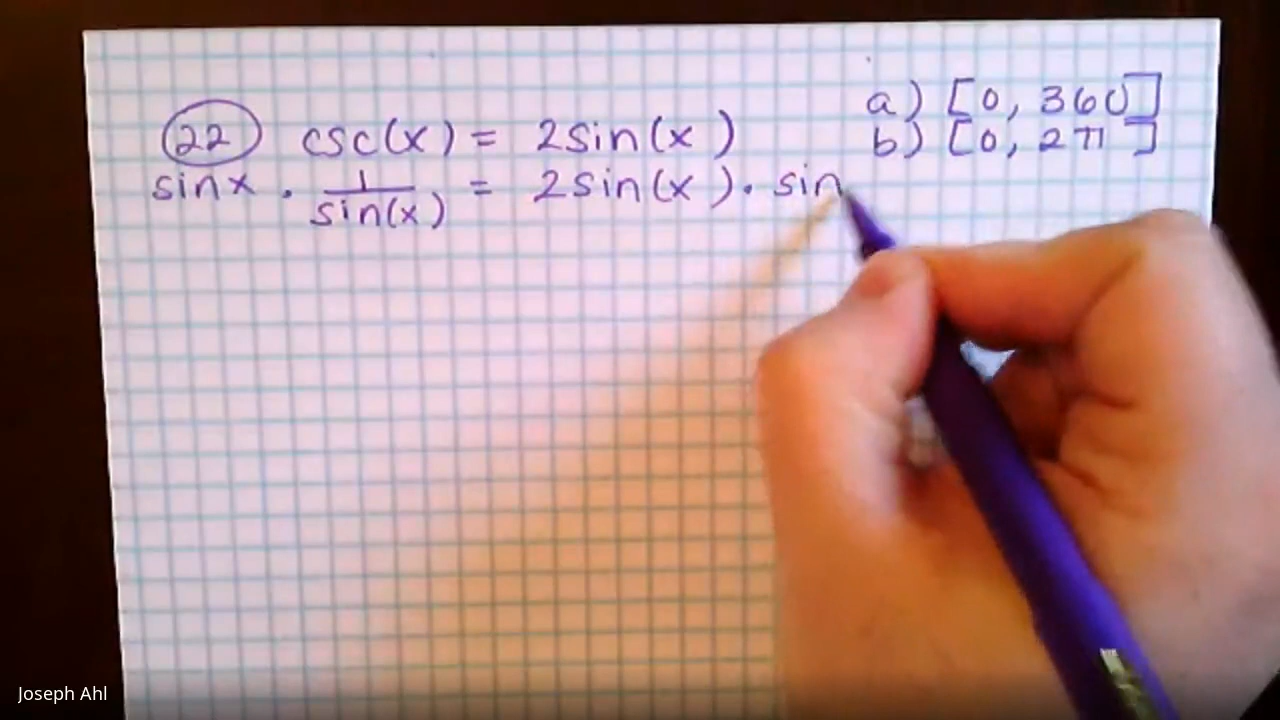 22 csc(x) = 2sin(x) a) [0, 360]
b) [0, 2π]
sinx · 1/sin(x) = 2sin(x) · sin
Joseph Ahl